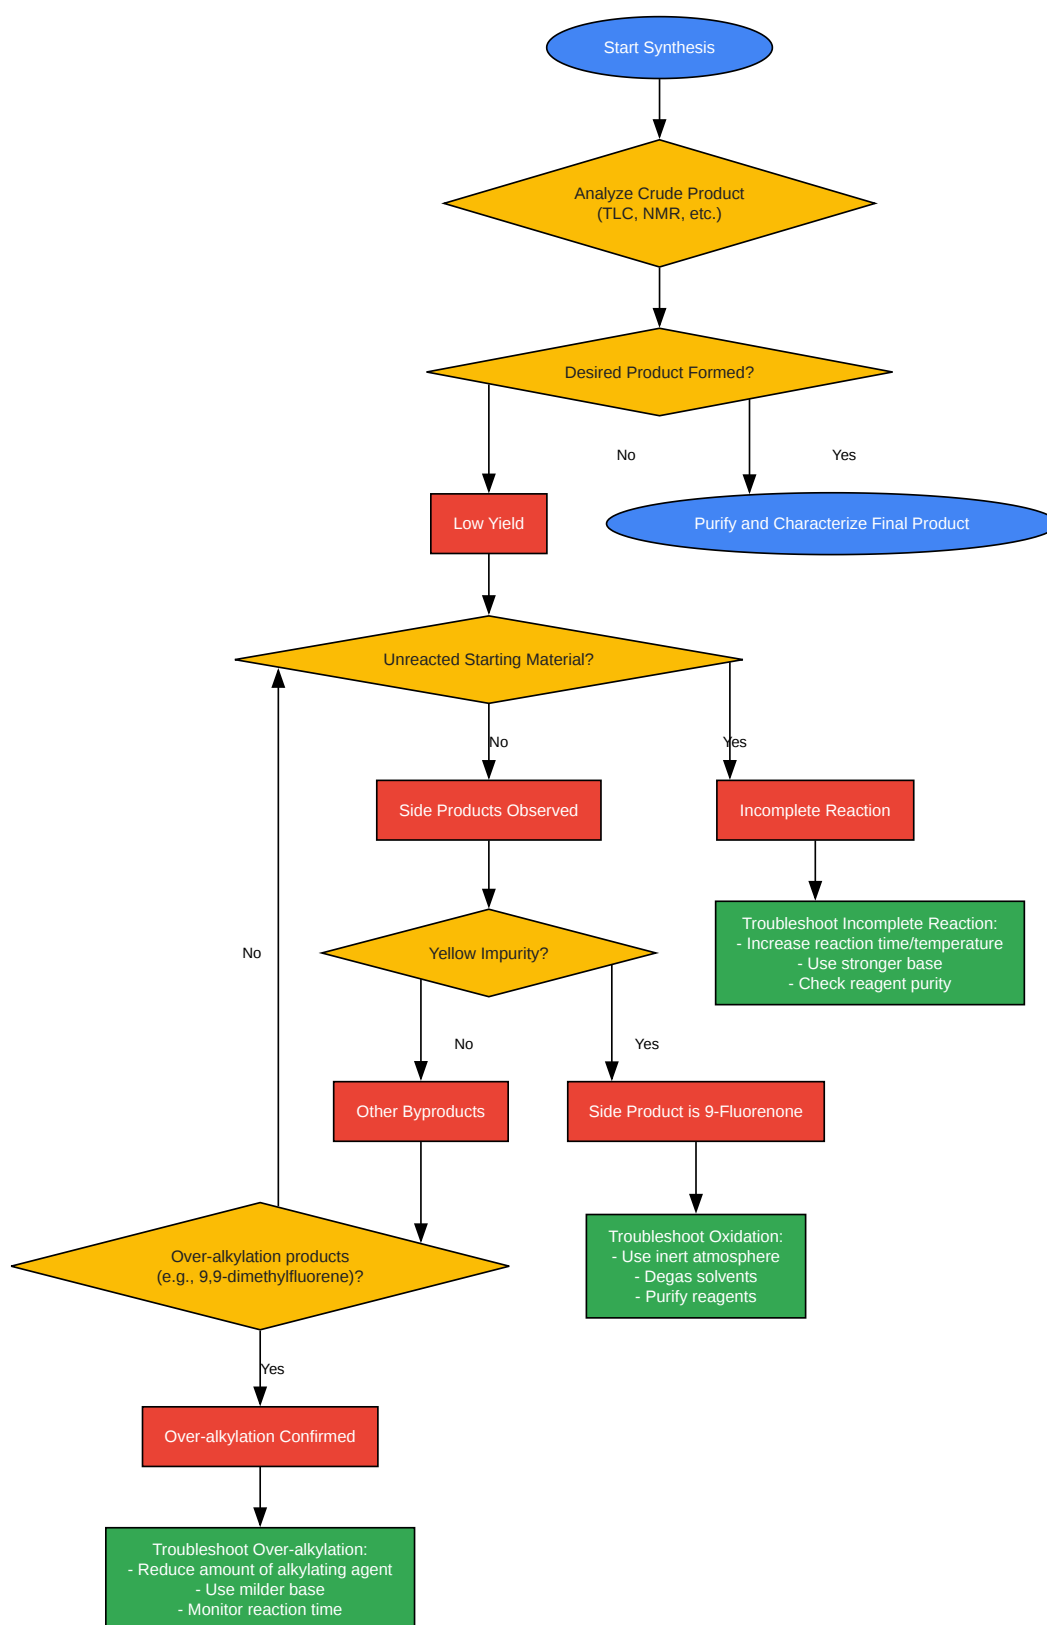 Start Synthesis
Analyze Crude Product
(TLC, NMR, etc.)
Desired Product Formed?
No
Yes
Low Yield
Purify and Characterize Final Product
Unreacted Starting Material?
No
Yes
Side Products Observed
Incomplete Reaction
Troubleshoot Incomplete Reaction:
- Increase reaction time/temperature
- Use stronger base
- Check reagent purity
No
Yellow Impurity?
No
Yes
Other Byproducts
Side Product is 9-Fluorenone
Troubleshoot Oxidation:
- Use inert atmosphere
- Degas solvents
- Purify reagents
Over-alkylation products
(e.g., 9,9-dimethylfluorene)?
Yes
Over-alkylation Confirmed
Troubleshoot Over-alkylation:
- Reduce amount of alkylating agent
- Use milder base
- Monitor reaction time